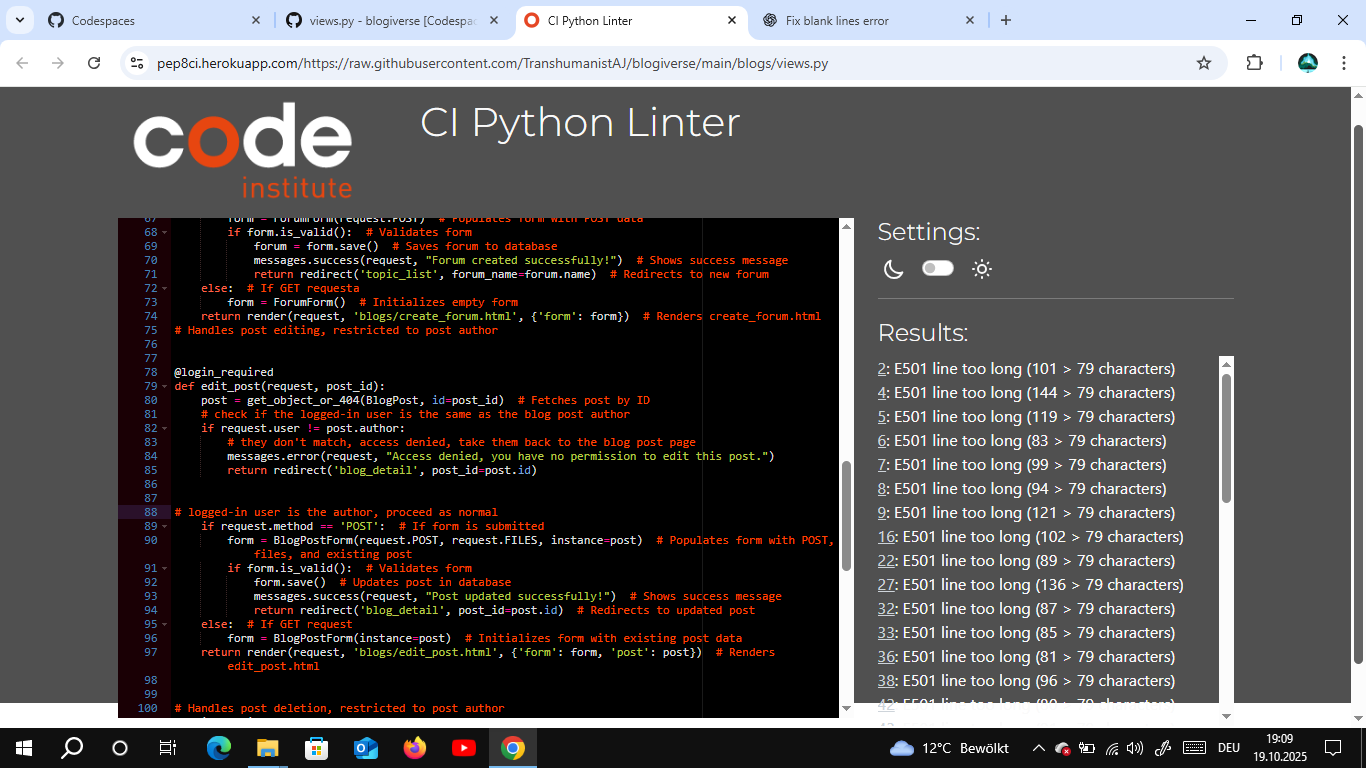 Codespaces
views.py - blogiverse [Codespac
CI Python Linter
Fix blank lines error
pep8ci.herokuapp.com/https://raw.githubusercontent.com/TranshumanistAJ/blogiverse/main/blogs/views.py
code
institute
CI Python Linter
67 form = ForumForm(request.POST)  # Populates form with POST data
68 if form.is_valid():  # Validates form
69 forum = form.save()  # Saves forum to database
70 messages.success(request, "Forum created successfully!")  # Shows success message
71 return redirect('topic_list', forum_name=forum.name)  # Redirects to new forum
72 else:  # If GET requesta
73 form = ForumForm()  # Initializes empty form
74 return render(request, 'blogs/create_forum.html', {'form': form})  # Renders create_forum.html
75 # Handles post editing, restricted to post author
76
77
78 @login_required
79 def edit_post(request, post_id):
80 post = get_object_or_404(BlogPost, id=post_id)  # Fetches post by ID
81 # check if the logged-in user is the same as the blog post author
82 if request.user != post.author:
83 # they don't match, access denied, take them back to the blog post page
84 messages.error(request, "Access denied, you have no permission to edit this post.")
85 return redirect('blog_detail', post_id=post.id)
86
87
88 # logged-in user is the author, proceed as normal
89 if request.method == 'POST':  # If form is submitted
90 form = BlogPostForm(request.POST, request.FILES, instance=post)  # Populates form with POST,
files, and existing post
91 if form.is_valid():  # Validates form
92 form.save()  # Updates post in database
93 messages.success(request, "Post updated successfully!")  # Shows success message
94 return redirect('blog_detail', post_id=post.id)  # Redirects to updated post
95 else:  # If GET request
96 form = BlogPostForm(instance=post)  # Initializes form with existing post data
97 return render(request, 'blogs/edit_post.html', {'form': form, 'post': post})  # Renders
edit_post.html
98
99
100 # Handles post deletion, restricted to post author
Settings:
Results:
2: E501 line too long (101 > 79 characters)
4: E501 line too long (144 > 79 characters)
5: E501 line too long (119 > 79 characters)
6: E501 line too long (83 > 79 characters)
7: E501 line too long (99 > 79 characters)
8: E501 line too long (94 > 79 characters)
9: E501 line too long (121 > 79 characters)
16: E501 line too long (102 > 79 characters)
22: E501 line too long (89 > 79 characters)
27: E501 line too long (136 > 79 characters)
32: E501 line too long (87 > 79 characters)
33: E501 line too long (85 > 79 characters)
36: E501 line too long (81 > 79 characters)
38: E501 line too long (96 > 79 characters)
12°C Bewölkt
DEU
19:09
19.10.2025